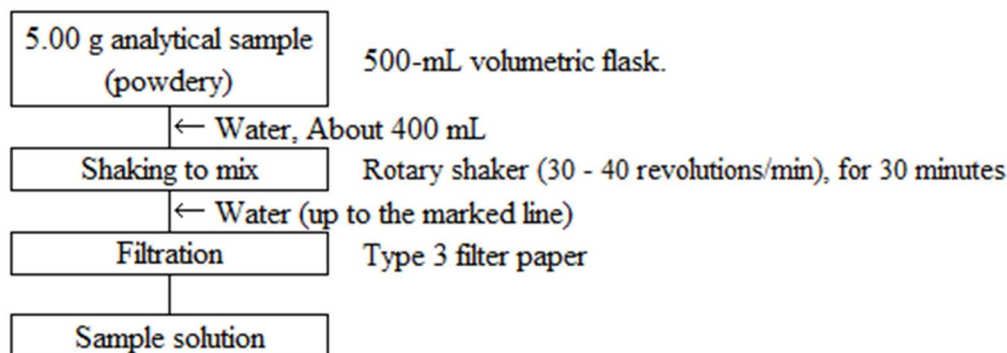 5.00 g analytical sample
(powdery)
500-mL volumetric flask.
← Water, About 400 mL
Shaking to mix
Rotary shaker (30 - 40 revolutions/min), for 30 minutes
← Water (up to the marked line)
Filtration
Type 3 filter paper
Sample solution